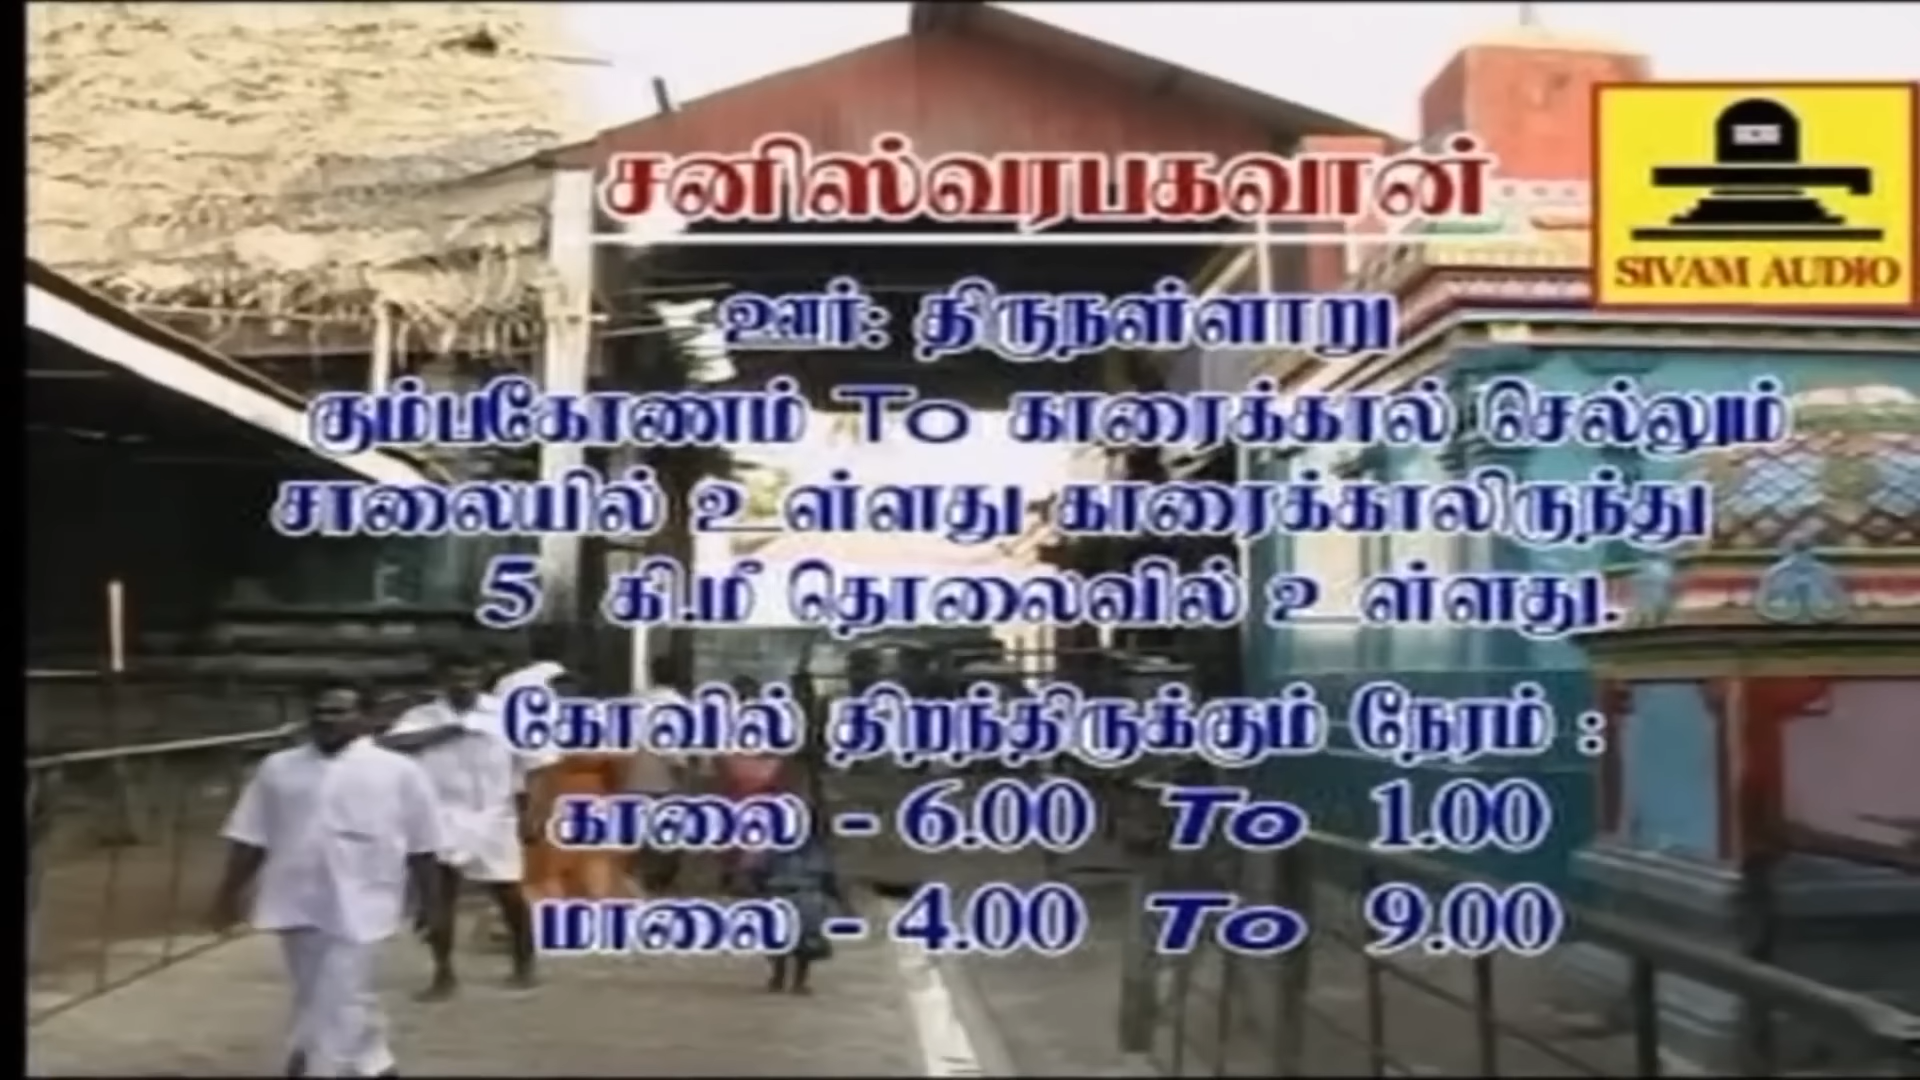 சனிஸ்வரபகவான்
SIVAM AUDIO
ஊர்: திருநள்ளாறு
கும்பகோணம் To காரைக்கால் செல்லும்
சாலையில் உள்ளது காரைக்காலிருந்து
5 கி.மீ தொலைவில் உள்ளது.
கோவில் திறந்திருக்கும் நேரம் :
காலை - 6.00 To 1.00
மாலை - 4.00 To 9.00